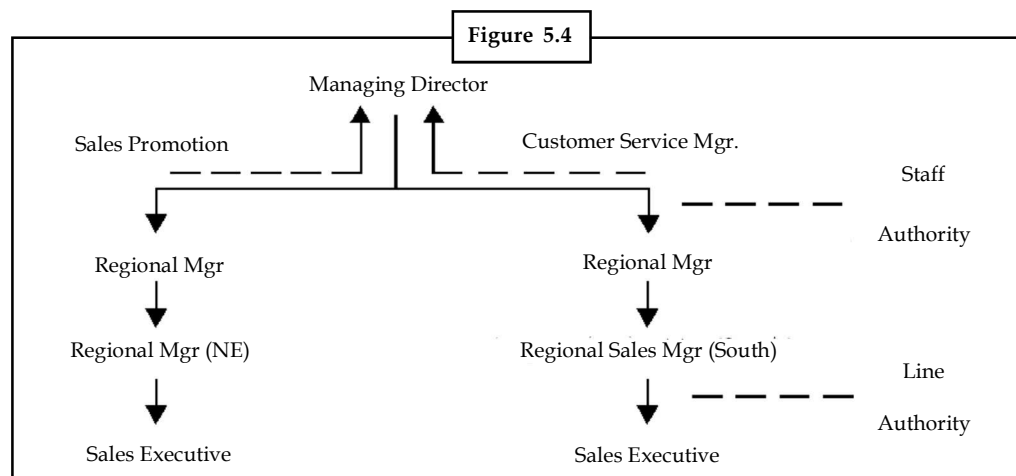 Figure 5.4
Managing Director
Sales Promotion
Customer Service Mgr.
Staff
Authority
Regional Mgr
Regional Mgr
Regional Mgr (NE)
Regional Sales Mgr (South)
Line
Authority
Sales Executive
Sales Executive